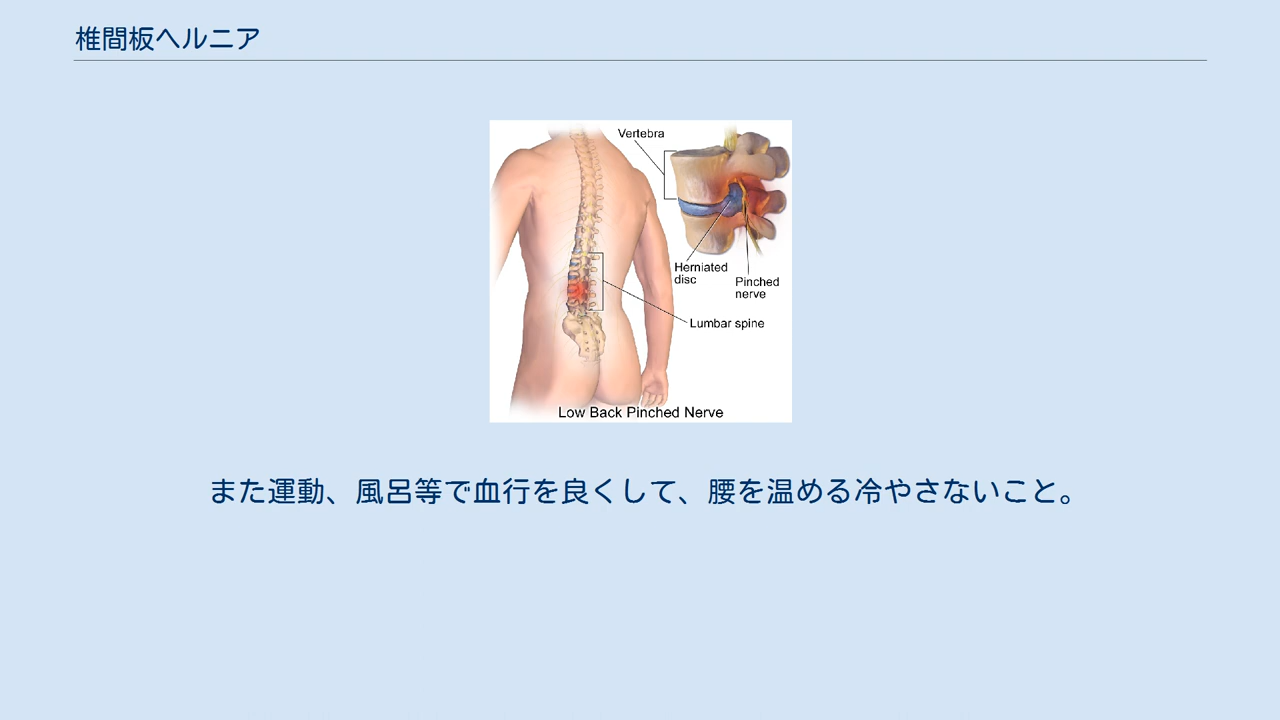 椎間板ヘルニア
Vertebra
Herniated
disc
Pinched
nerve
Lumbar spine
Low Back Pinched Nerve
また運動、風呂等で血行を良くして、腰を温める冷やさないこと。